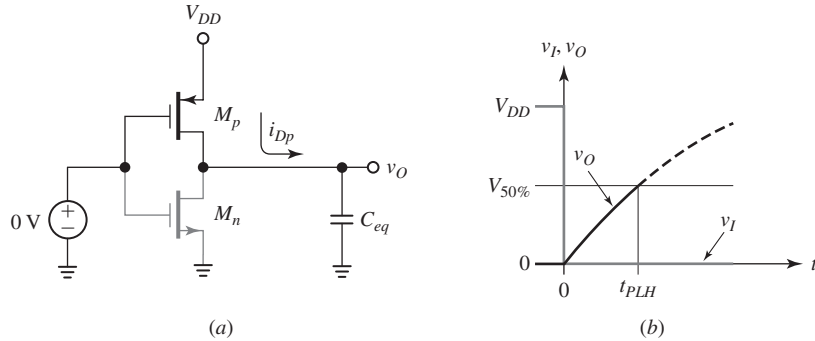 V_DD
M_p
i_Dp
v_O
0 V
+
−
M_n
C_eq
(a)
v_I, v_O
V_DD
v_O
V_50%
v_I
0
t
0
t_PLH
(b)